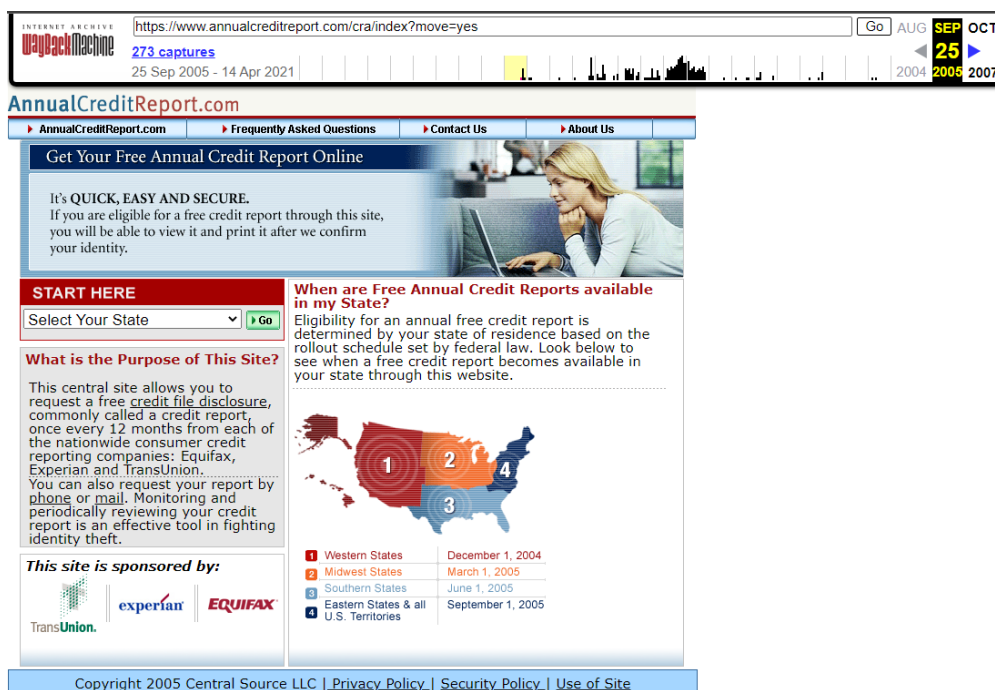 INTERNET ARCHIVE
WayBackMachine
https://www.annualcreditreport.com/cra/index?move=yes
Go
AUG SEP OCT
273 captures
25
25 Sep 2005 - 14 Apr 2021
2004 2005 2007
AnnualCreditReport.com
AnnualCreditReport.com
Frequently Asked Questions
Contact Us
About Us
Get Your Free Annual Credit Report Online
It's QUICK, EASY AND SECURE.
If you are eligible for a free credit report through this site,
you will be able to view it and print it after we confirm
your identity.
START HERE
Select Your State
Go
What is the Purpose of This Site?
This central site allows you to
request a free credit file disclosure,
commonly called a credit report,
once every 12 months from each of
the nationwide consumer credit
reporting companies: Equifax,
Experian and TransUnion.
You can also request your report by
phone or mail. Monitoring and
periodically reviewing your credit
report is an effective tool in fighting
identity theft.
This site is sponsored by:
TransUnion.
experian
EQUIFAX
When are Free Annual Credit Reports available
in my State?
Eligibility for an annual free credit report is
determined by your state of residence based on the
rollout schedule set by federal law. Look below to
see when a free credit report becomes available in
your state through this website.
1
2
3
4
1 Western States December 1, 2004
2 Midwest States March 1, 2005
3 Southern States June 1, 2005
4 Eastern States & all September 1, 2005
U.S. Territories
Copyright 2005 Central Source LLC | Privacy Policy | Security Policy | Use of Site